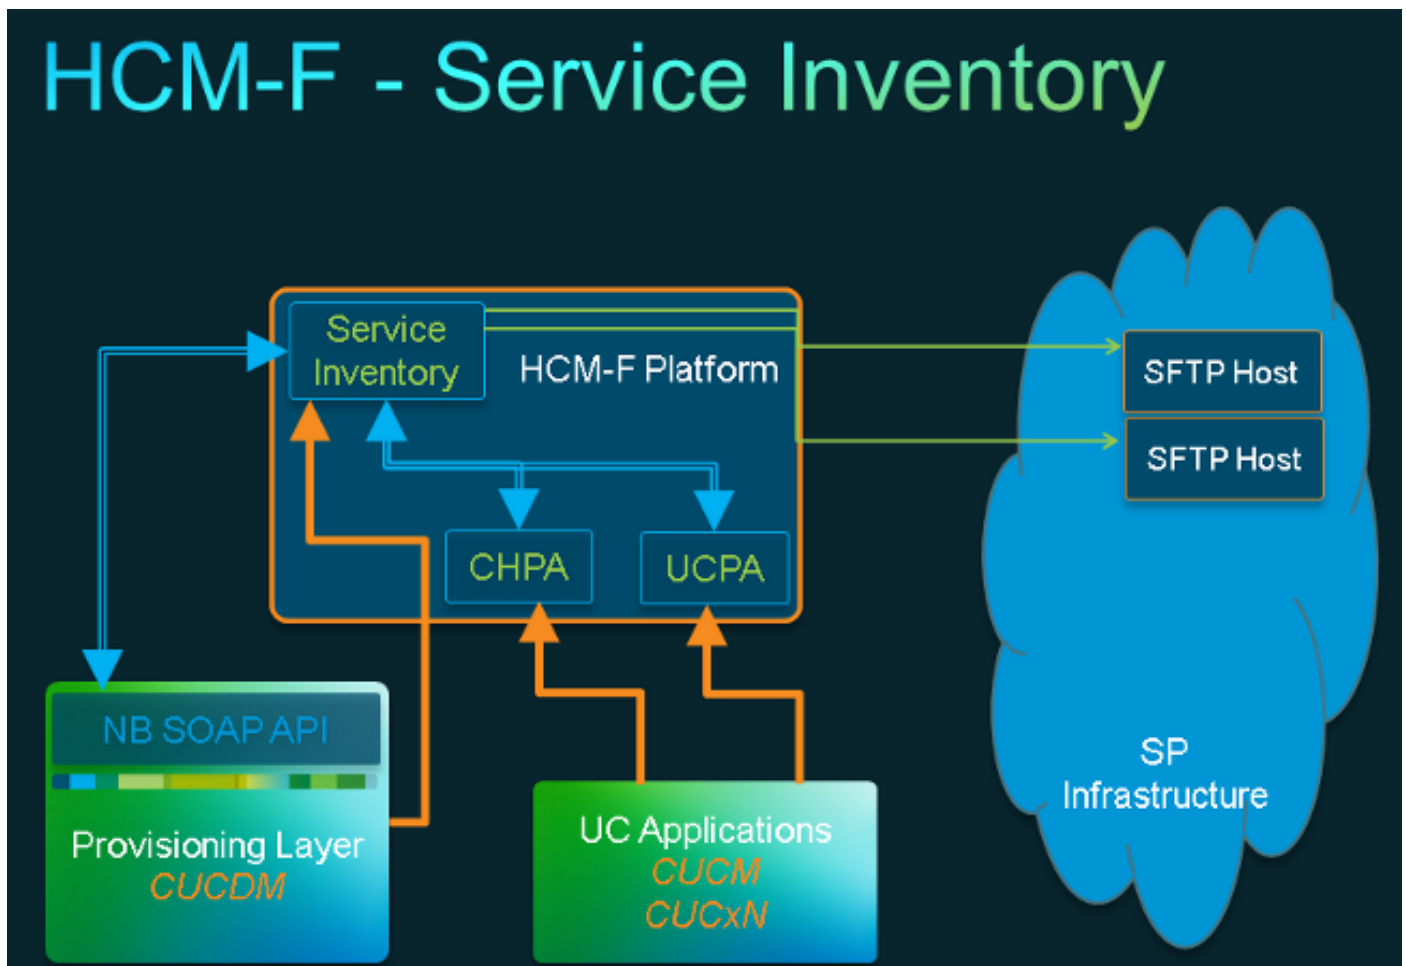 HCM-F - Service Inventory
Service
Inventory
HCM-F Platform
SFTP Host
SFTP Host
CHPA
UCPA
NB SOAP API
Provisioning Layer
CUCDM
UC Applications
CUCM
CUCxN
SP
Infrastructure